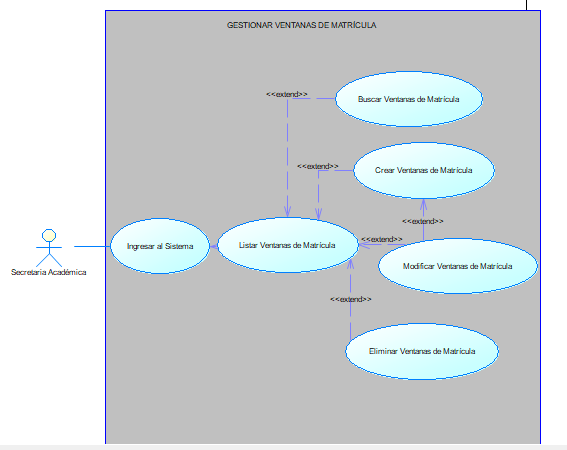 GESTIONAR VENTANAS DE MATRÍCULA
<<extend>>
Buscar Ventanas de Matrícula
<<extend>>
Crear Ventanas de Matrícula
<<extend>>
<<extend>>
Ingresar al Sistema
Listar Ventanas de Matrícula
Modificar Ventanas de Matrícula
Secretaria Académica
<<extend>>
Eliminar Ventanas de Matrícula